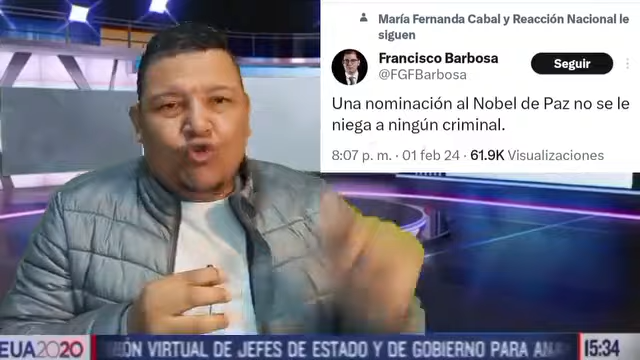 María Fernanda Cabal y Reacción Nacional le
siguen
Francisco Barbosa
@FGFBarbosa
Seguir
Una nominación al Nobel de Paz no se le
niega a ningún criminal.
8:07 p. m. · 01 feb 24 · 61.9K Visualizaciones
EUA2020
VIRTUAL DE JEFES DE ESTADO Y DE GOBIERNO PARA
15:34